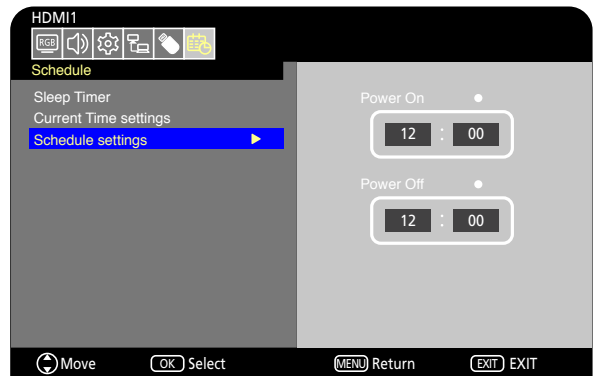 HDMI1
RGB
Schedule
Sleep Timer
Current Time settings
Schedule settings
Power On
12 : 00
Power Off
12 : 00
Move OK Select MENU Return EXIT EXIT